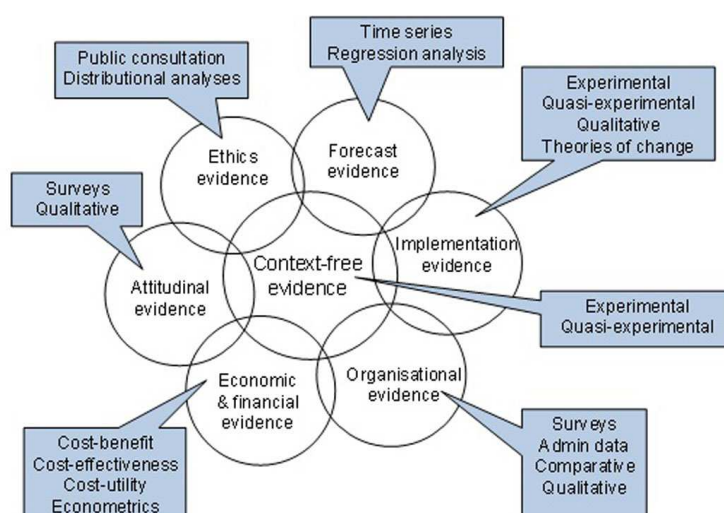 Public consultation
Distributional analyses
Time series
Regression analysis
Experimental
Quasi-experimental
Qualitative
Theories of change
Surveys
Qualitative
Ethics
evidence
Forecast
evidence
Attitudinal
evidence
Context-free
evidence
Implementation
evidence
Experimental
Quasi-experimental
Economic
& financial
evidence
Organisational
evidence
Cost-benefit
Cost-effectiveness
Cost-utility
Econometrics
Surveys
Admin data
Comparative
Qualitative